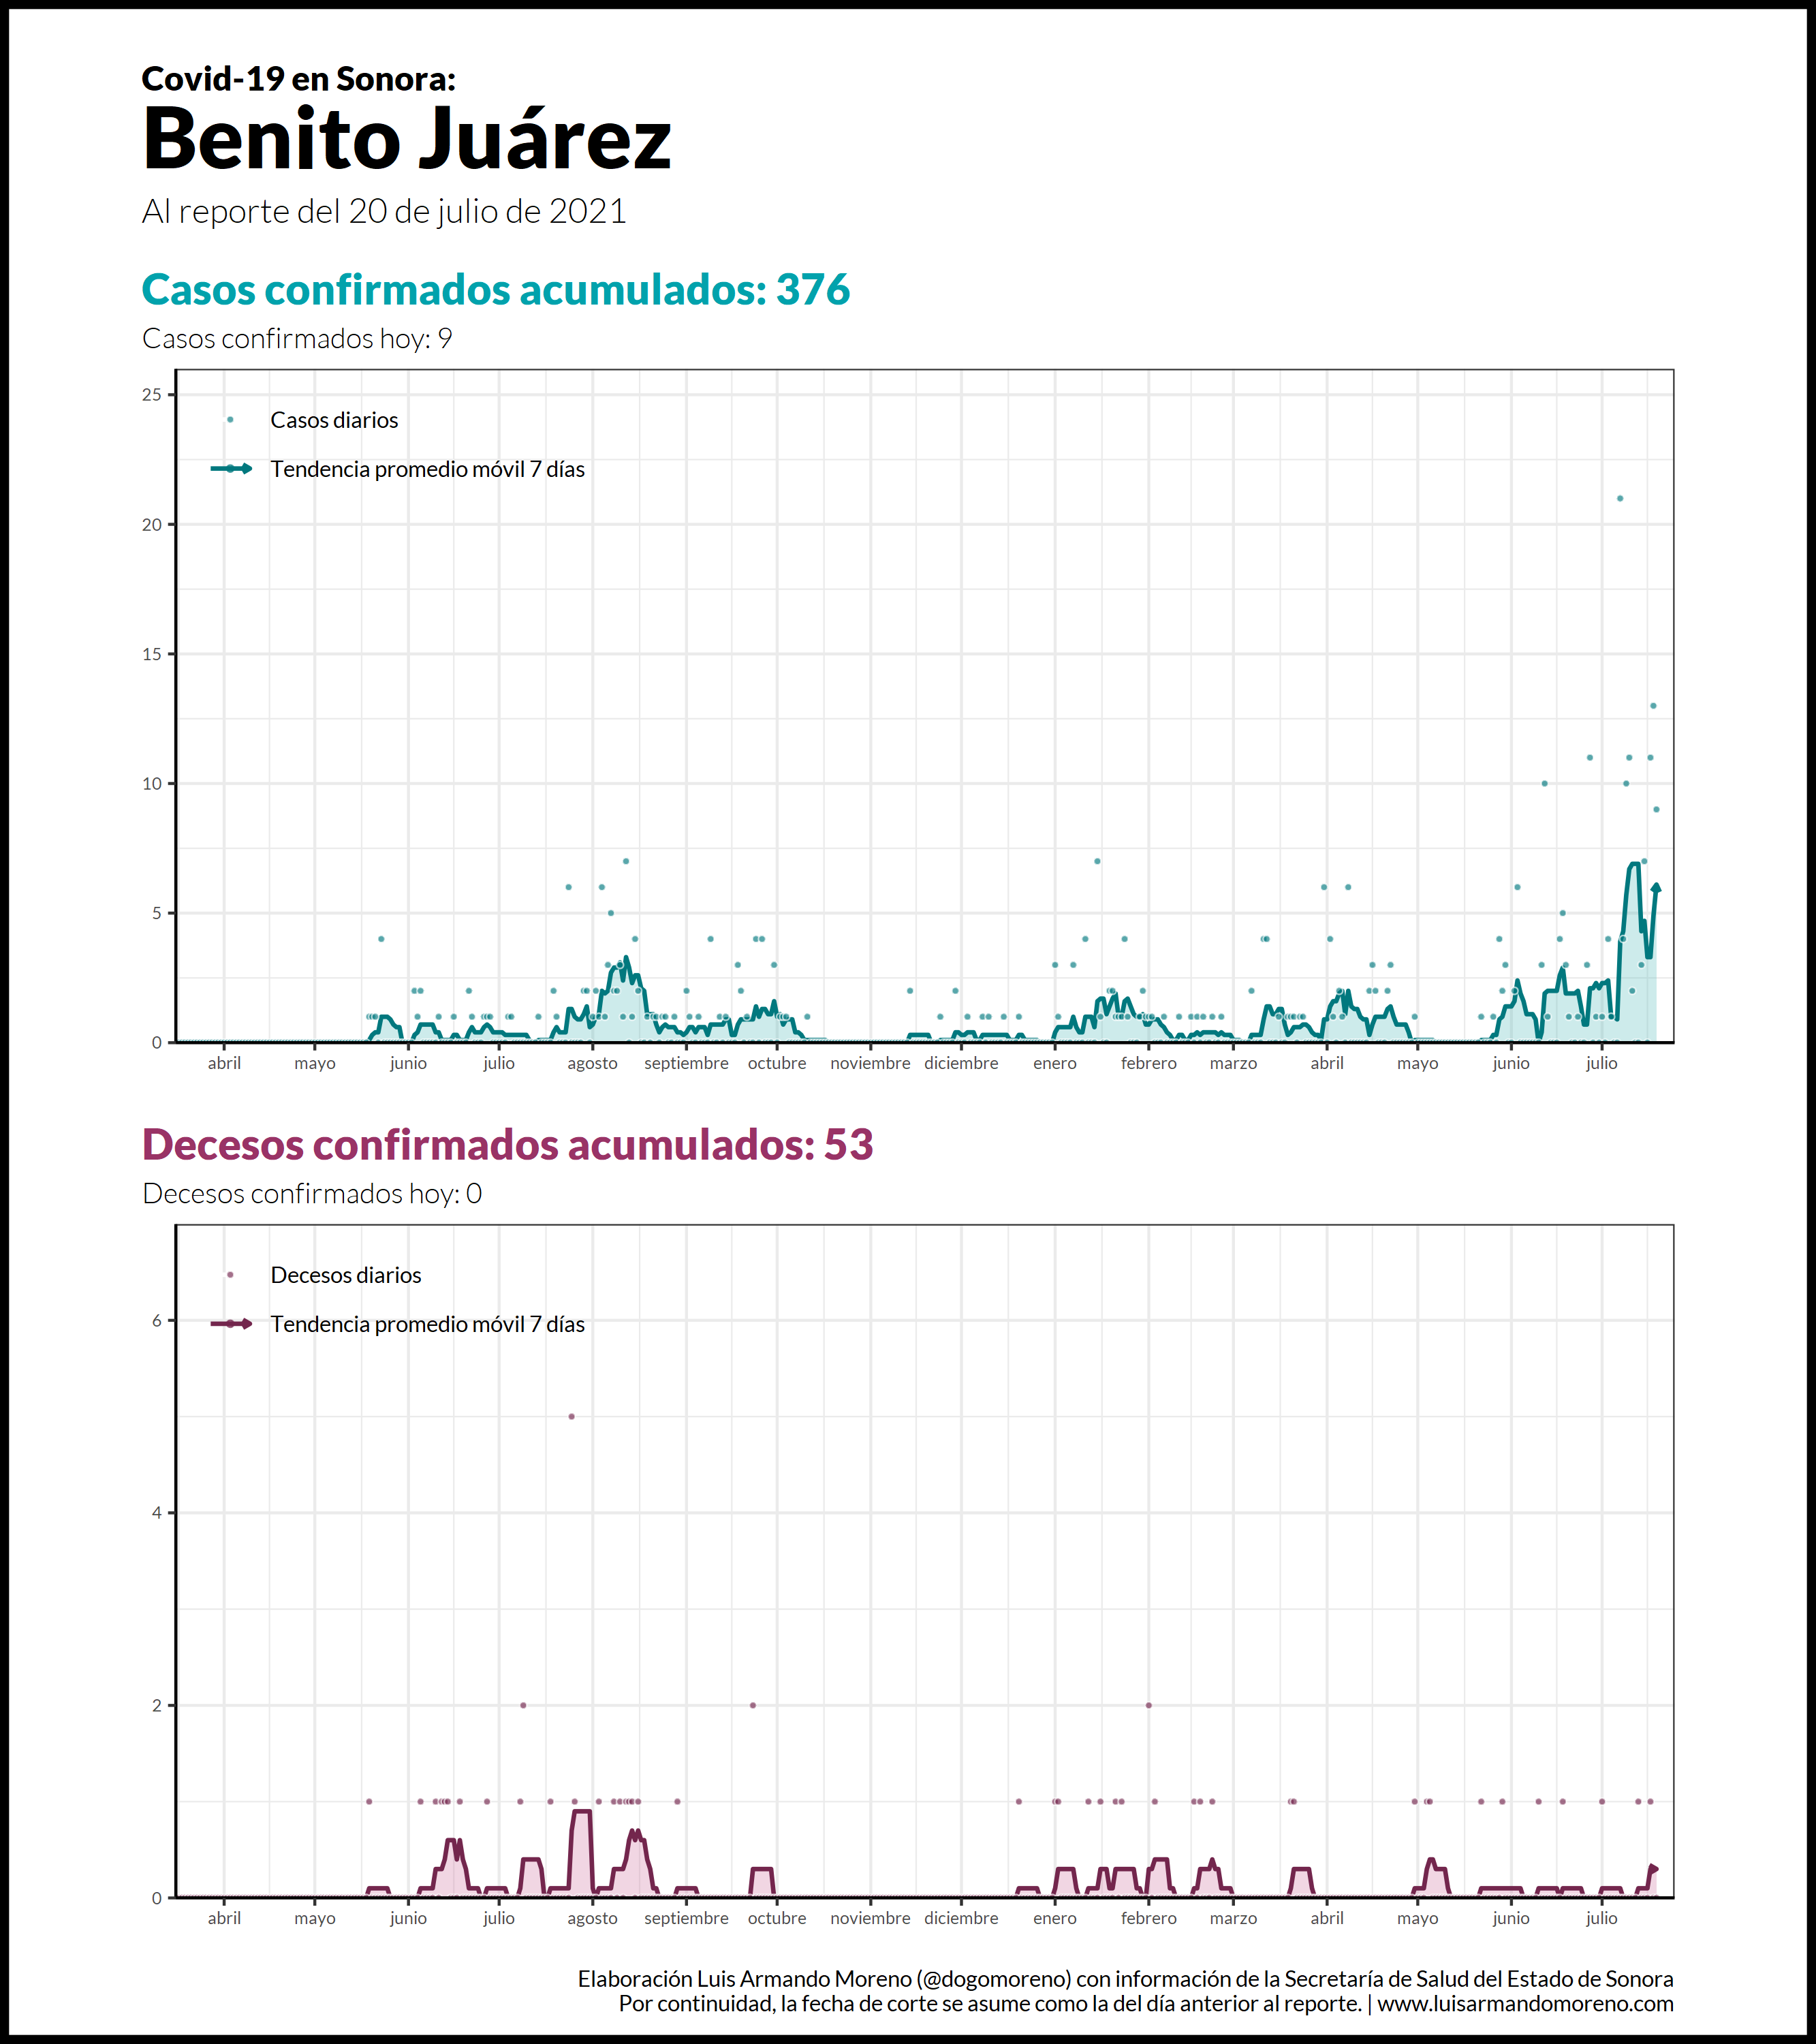 Covid-19 en Sonora:
Benito Juárez
Al reporte del 20 de julio de 2021
Casos confirmados acumulados: 376
Casos confirmados hoy: 9
25
Casos diarios
Tendencia promedio móvil 7 días
20
15
10
5
0
abril mayo junio julio agosto septiembre octubre noviembre diciembre enero febrero marzo abril mayo junio julio
Decesos confirmados acumulados: 53
Decesos confirmados hoy: 0
Decesos diarios
6
Tendencia promedio móvil 7 días
4
2
0
abril mayo junio julio agosto septiembre octubre noviembre diciembre enero febrero marzo abril mayo junio julio
Elaboración Luis Armando Moreno (@dogomoreno) con información de la Secretaría de Salud del Estado de Sonora
Por continuidad, la fecha de corte se asume como la del día anterior al reporte. | www.luisarmandomoreno.com